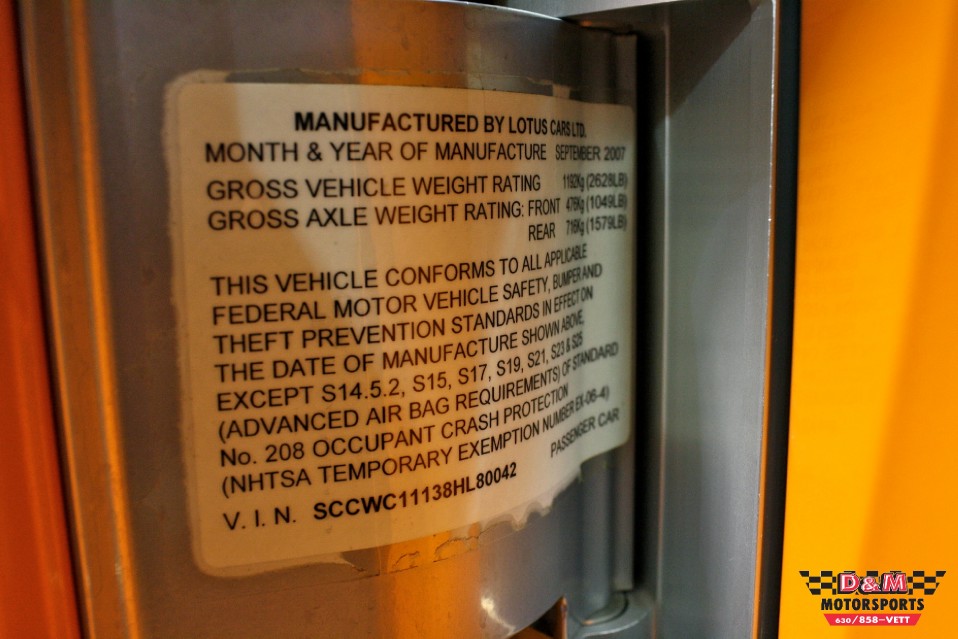 MANUFACTURED BY LOTUS CARS LTD.
MONTH & YEAR OF MANUFACTURE SEPTEMBER 2007
GROSS VEHICLE WEIGHT RATING 1192Kg (2628LB)
GROSS AXLE WEIGHT RATING: FRONT 476Kg (1049LB)
REAR 716Kg (1579LB)
THIS VEHICLE CONFORMS TO ALL APPLICABLE
FEDERAL MOTOR VEHICLE SAFETY, BUMPER AND
THEFT PREVENTION STANDARDS IN EFFECT ON
THE DATE OF MANUFACTURE SHOWN ABOVE,
EXCEPT S14.5.2, S15, S17, S19, S21, S23 & S25
(ADVANCED AIR BAG REQUIREMENTS) OF STANDARD
No. 208 OCCUPANT CRASH PROTECTION
(NHTSA TEMPORARY EXEMPTION NUMBER EX-06-4)
PASSENGER CAR
V. I. N. SCCWC11138HL80042
D&M
MOTORSPORTS
630/858-VETT